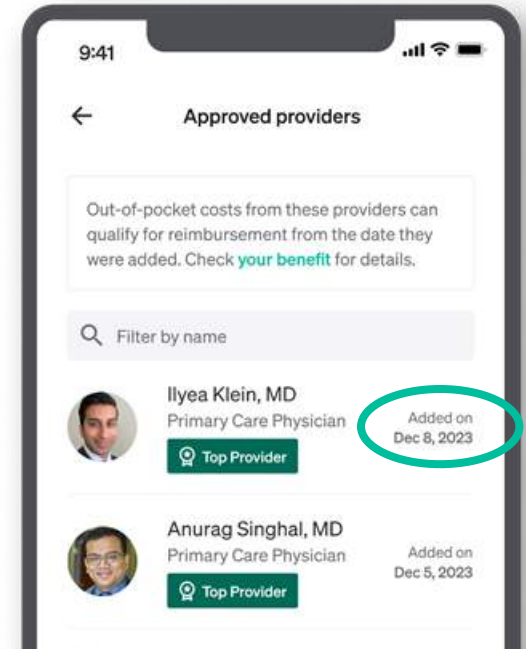 9:41
Approved providers
Out-of-pocket costs from these providers can
qualify for reimbursement from the date they
were added. Check your benefit for details.
Filter by name
Ilyea Klein, MD
Primary Care Physician
Top Provider
Added on
Dec 8, 2023
Anurag Singhal, MD
Primary Care Physician
Top Provider
Added on
Dec 5, 2023